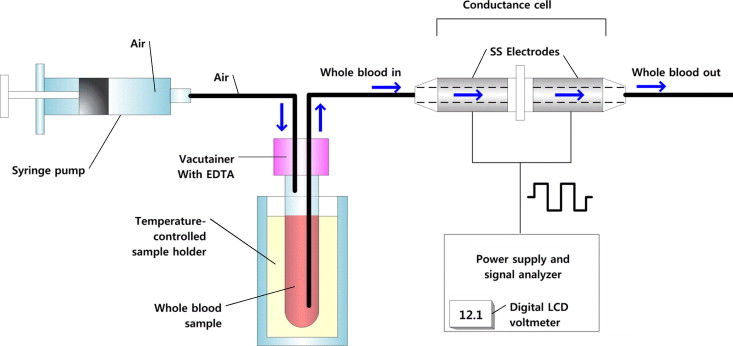 Conductance cell
Air
SS Electrodes
Air
Whole blood in
Whole blood out
Syringe pump
Vacutainer
With EDTA
Temperature-
controlled
sample holder
Power supply and
signal analyzer
Whole blood
sample
12.1
Digital LCD
voltmeter